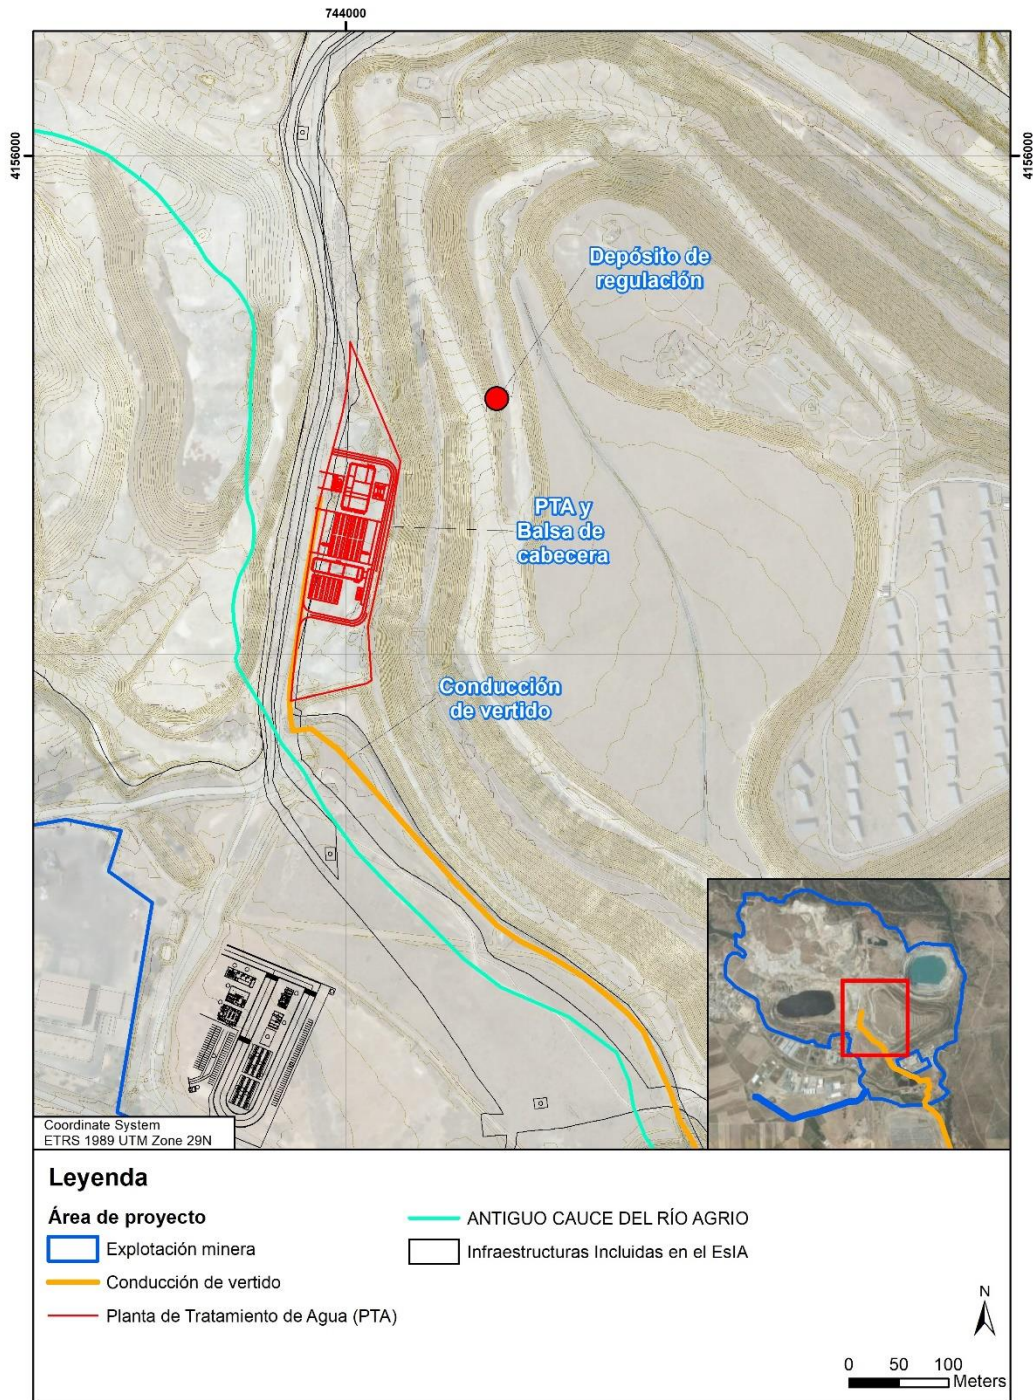 744000
4156000
4156000
Depósito de
regulación
PTA y
Balsa de
cabecera
Conducción
de vertido
Coordinate System
ETRS 1989 UTM Zone 29N
Leyenda
Área de proyecto
Explotación minera
Conducción de vertido
Planta de Tratamiento de Agua (PTA)
ANTIGUO CAUCE DEL RÍO AGRIO
Infraestructuras Incluidas en el EsIA
N
0 50 100
Meters